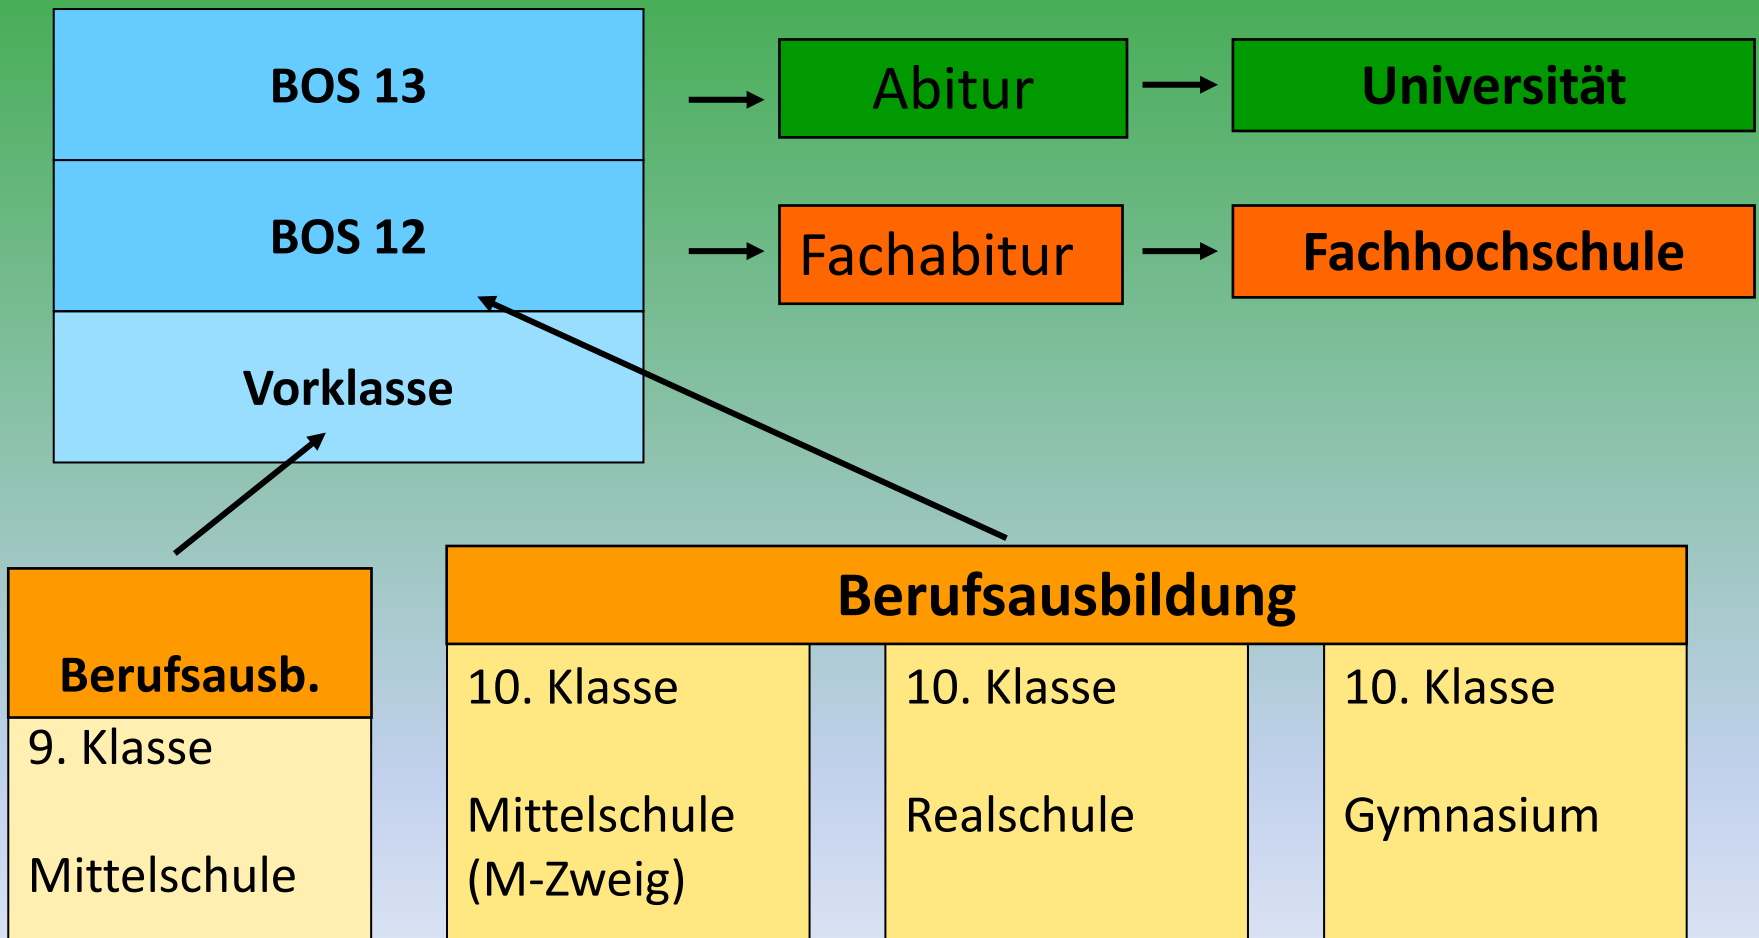 BOS 13
Abitur
Universität
BOS 12
Fachabitur
Fachhochschule
Vorklasse
Berufsausb.
9. Klasse
Mittelschule
Berufsausbildung
10. Klasse
Mittelschule
(M-Zweig)
10. Klasse
Realschule
10. Klasse
Gymnasium